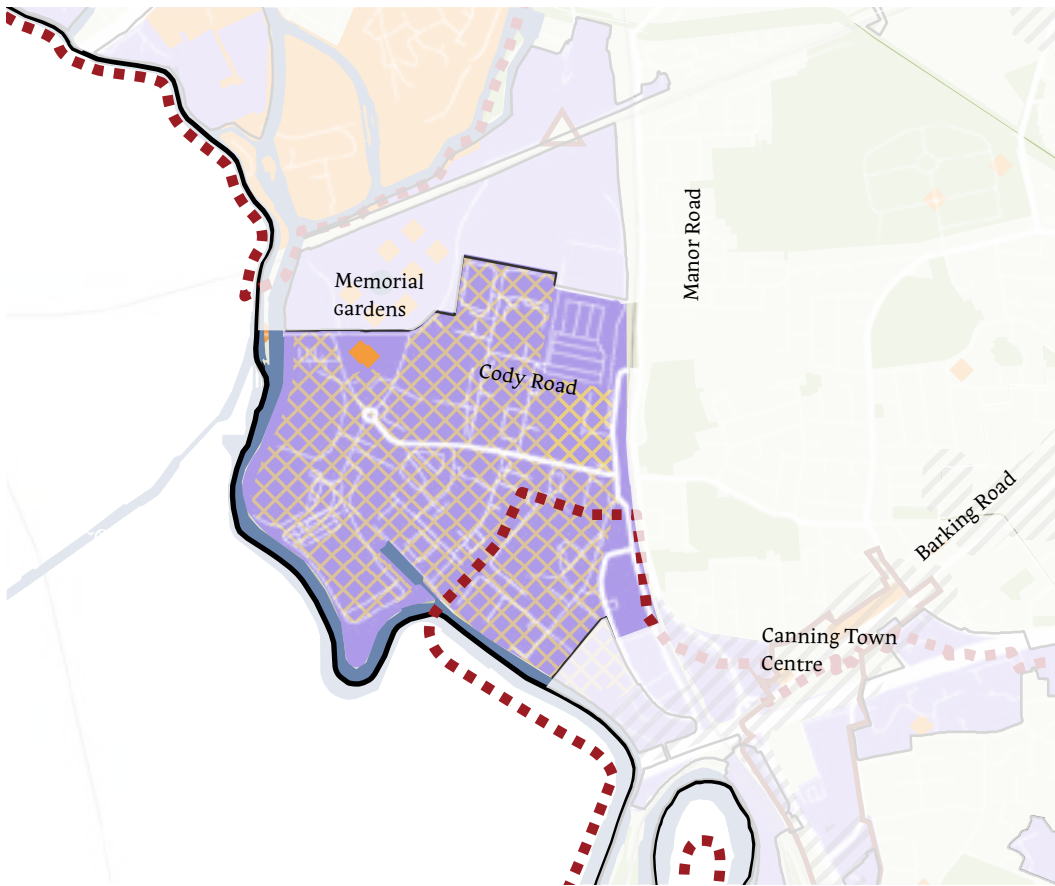 Manor Road
Memorial
gardens
Cody Road
Barking Road
Canning Town
Centre